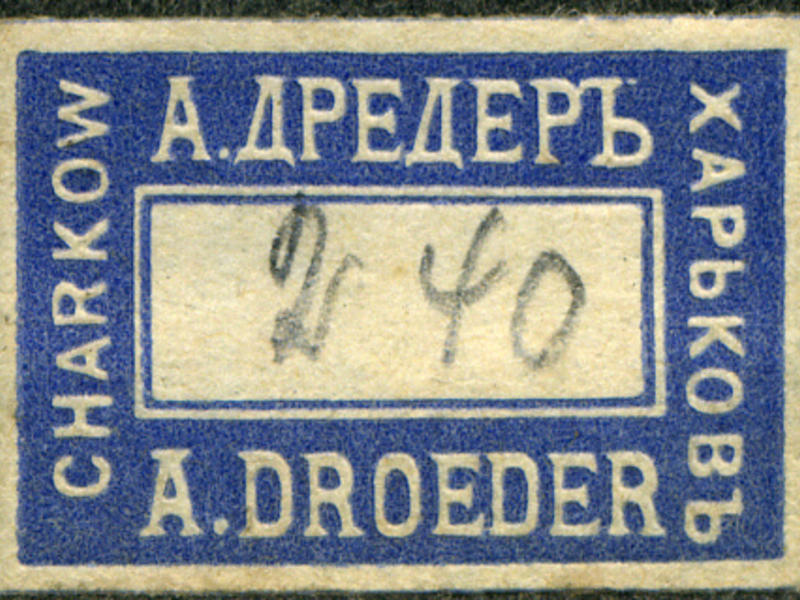 А.ДРЕДЕРЪ
CHARKOW
ХАРЬКОВЪ
2 40
A.DROEDER